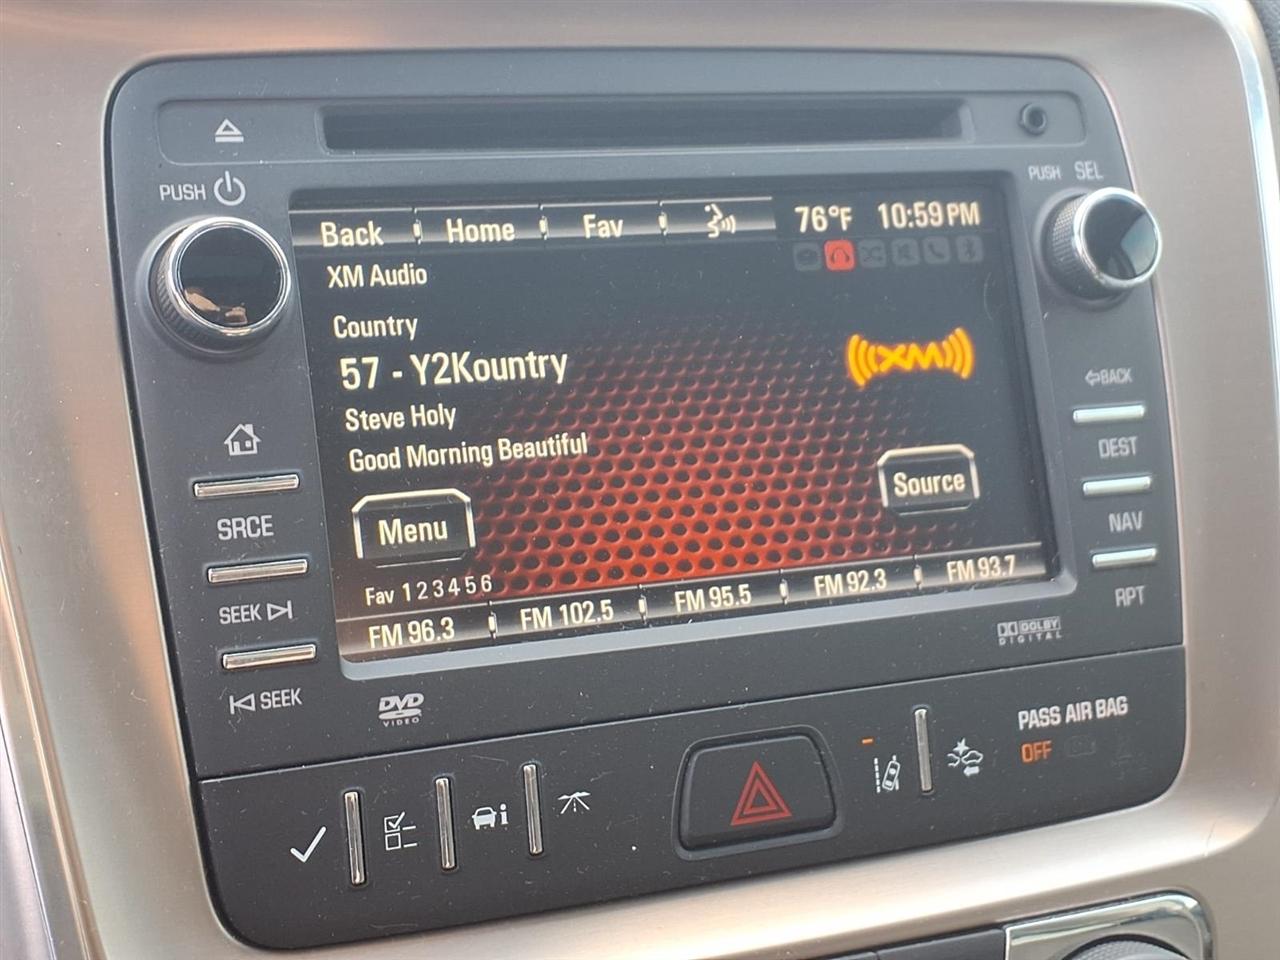 PUSH
PUSH SEL
Back Home Fav 76°F 10:59 PM
XM Audio
Country
57 - Y2Kountry
XM
Steve Holy
Good Morning Beautiful
Menu
Source
Fav 1 2 3 4 5 6
FM 96.3 FM 102.5 FM 95.5 FM 92.3 FM 93.7
SRCE
SEEK
SEEK
BACK
DEST
NAV
RPT
DVD
VIDEO
DOLBY
DIGITAL
PASS AIR BAG
OFF